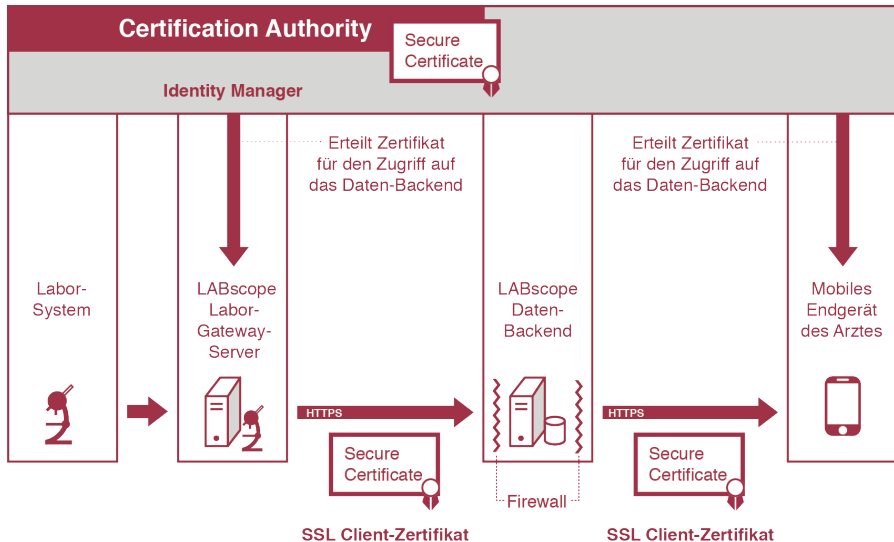 Certification Authority
Secure
Certificate
Identity Manager
Erteilt Zertifikat
für den Zugriff auf
das Daten-Backend
Erteilt Zertifikat
für den Zugriff auf
das Daten-Backend
Labor-
System
LABscope
Labor-
Gateway-
Server
LABscope
Daten-
Backend
Mobiles
Endgerät
des Arztes
HTTPS
HTTPS
Secure
Certificate
Secure
Certificate
Firewall
SSL Client-Zertifikat
SSL Client-Zertifikat